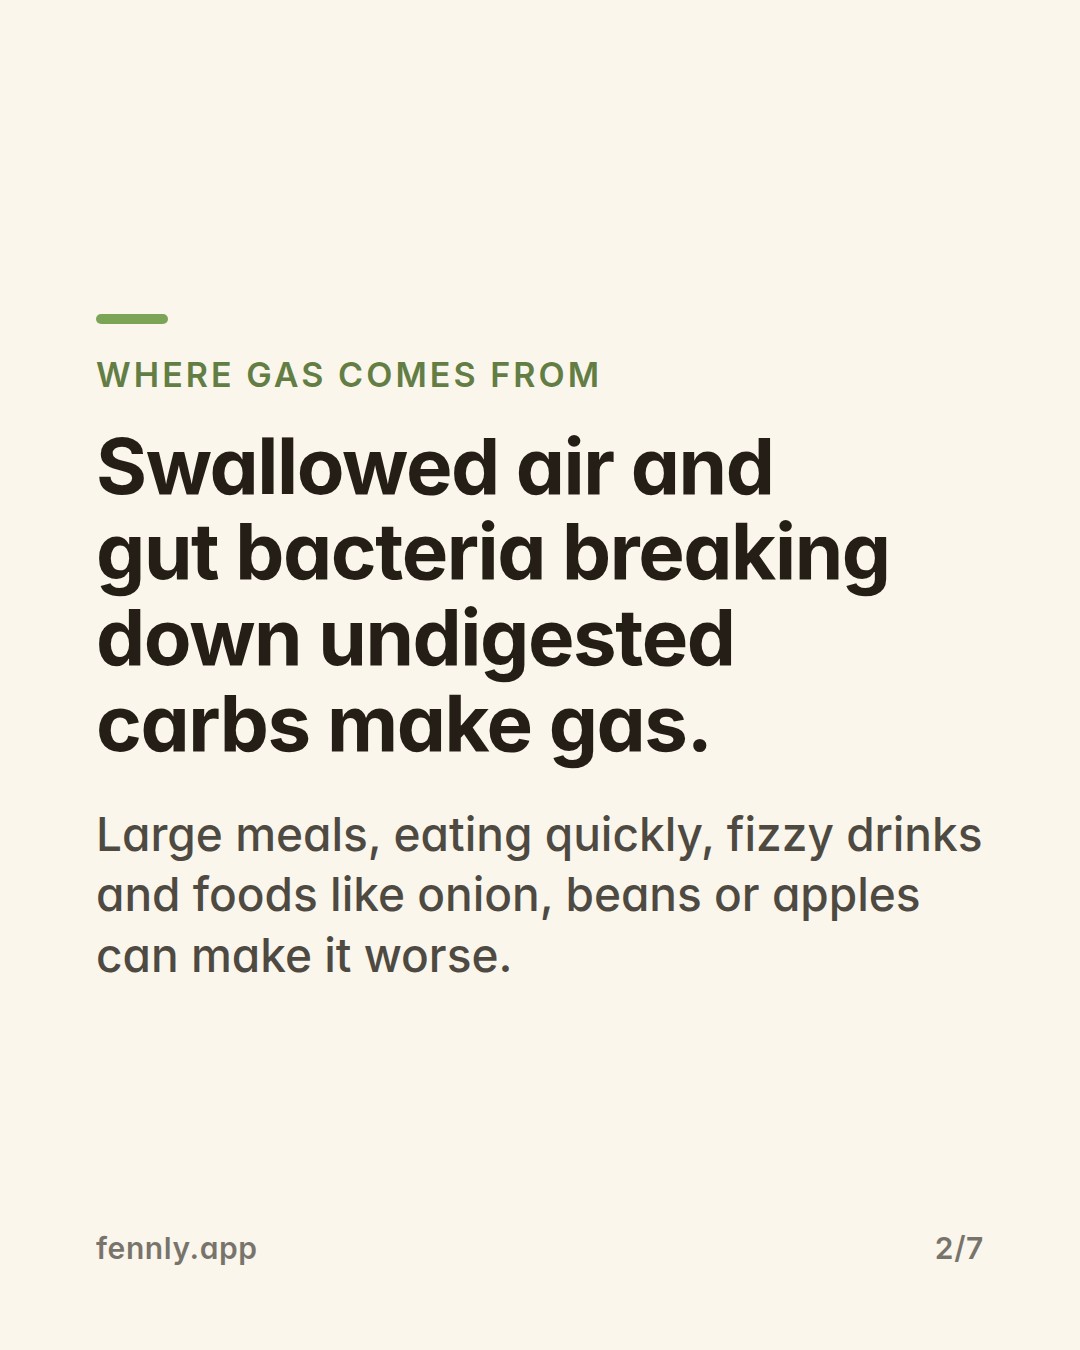 WHERE GAS COMES FROM
Swallowed air and
gut bacteria breaking
down undigested
carbs make gas.
Large meals, eating quickly, fizzy drinks
and foods like onion, beans or apples
can make it worse.
fennly.app
2/7